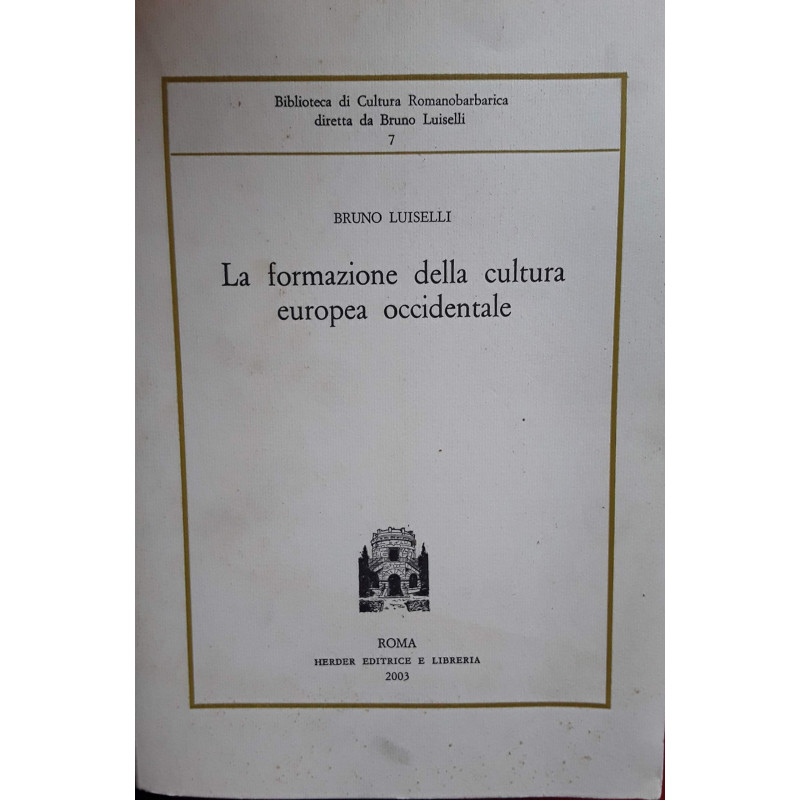 Biblioteca di Cultura Romanobarbarica
diretta da Bruno Luiselli
7
BRUNO LUISELLI
La formazione della cultura
europea occidentale
ROMA
HERDER EDITRICE E LIBRERIA
2003